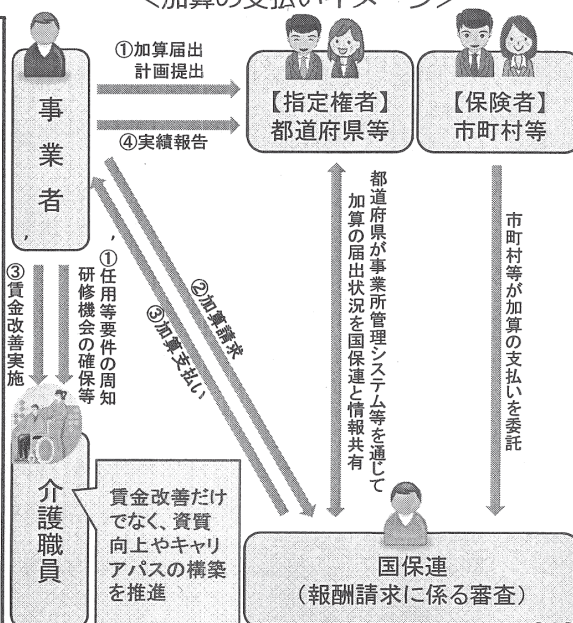 ＜加算の支払いイメージ＞
事業者
①加算届出
計画提出
④実績報告
【指定権者】
都道府県等
【保険者】
市町村等
③賃金改善実施
①任用等要件の周知
研修機会の確保等
②加算請求
③加算支払い
都道府県が事業所管理システム等を通じて
加算の届出状況を国保連と情報共有
市町村等が加算の支払いを委託
介護職員
賃金改善だけ
でなく、資質
向上やキャリ
アパスの構築
を推進
国保連
（報酬請求に係る審査）